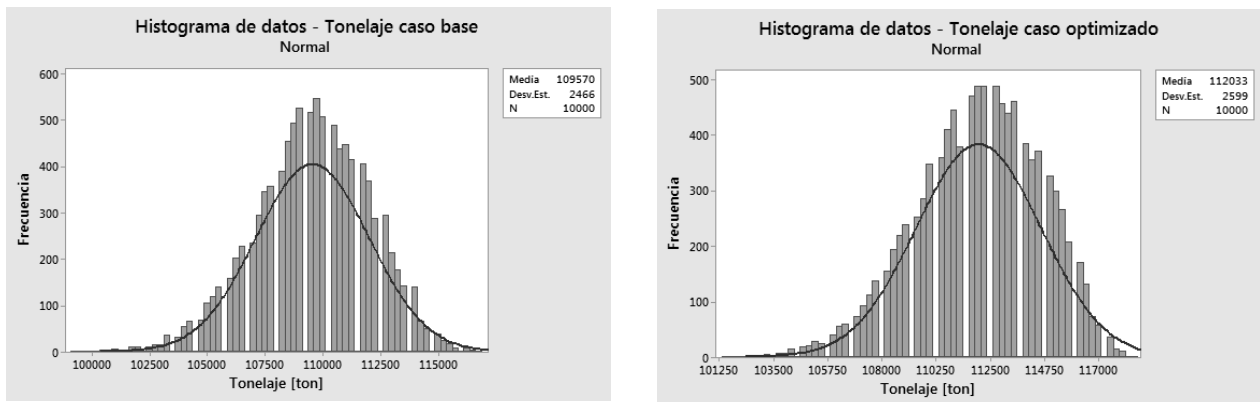 Histograma de datos - Tonelaje caso base
Normal
600
500
400
300
200
100
0
Frecuencia
100000 102500 105000 107500 110000 112500 115000
Tonelaje [ton]
Media 109570
Desv.Est. 2466
N 10000
Histograma de datos - Tonelaje caso optimizado
Normal
500
400
300
200
100
0
Frecuencia
101250 103500 105750 108000 110250 112500 114750 117000
Tonelaje [ton]
Media 112033
Desv.Est. 2599
N 10000